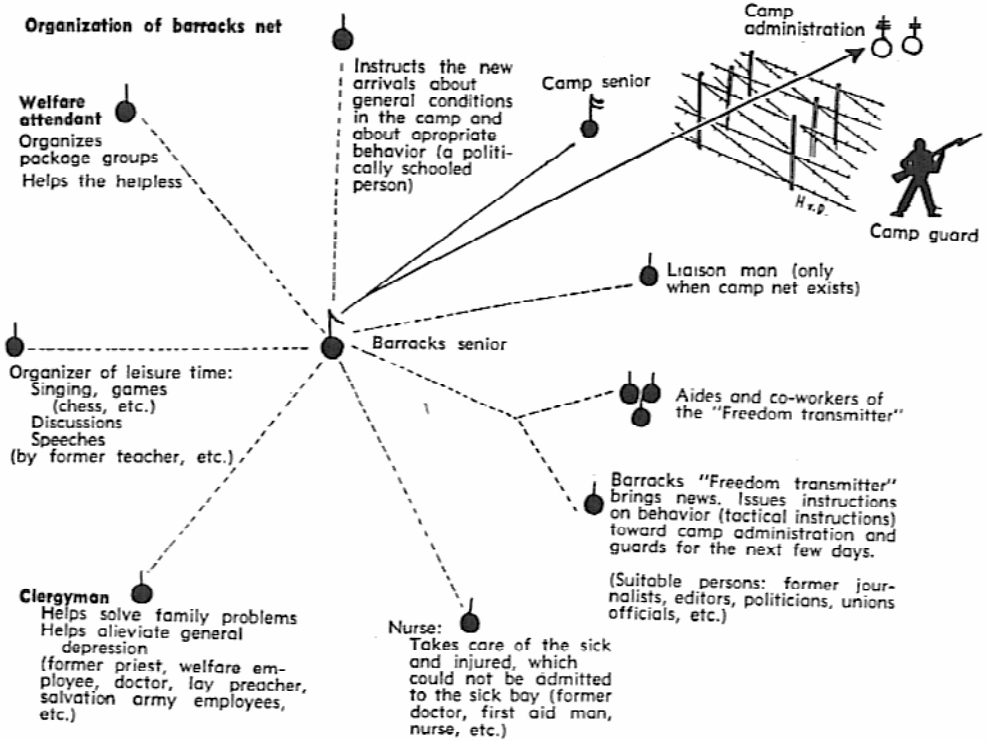 Organization of barracks net
Camp
administration
Instructs the new
arrivals about
general conditions
in the camp and
about apropriate
behavior (a politi-
cally schooled
person)
Camp senior
Welfare
attendant
Organizes
package groups
Helps the helpless
H v. D.
Camp guard
Liaison man (only
when camp net exists)
Barracks senior
Organizer of leisure time:
Singing, games
(chess, etc.)
Discussions
Speeches
(by former teacher, etc.)
Aides and co-workers of
the "Freedom transmitter"
Barracks "Freedom transmitter"
brings news. Issues instructions
on behavior (tactical instructions)
toward camp administration and
guards for the next few days.
(Suitable persons: former jour-
nalists, editors, politicians, unions
officials, etc.)
Clergyman
Helps solve family problems
Helps alieviate general
depression
(former priest, welfare em-
ployee, doctor, lay preacher,
salvation army employees,
etc.)
Nurse:
Takes care of the sick
and injured, which
could not be admitted
to the sick bay (former
doctor, first aid man,
nurse, etc.)